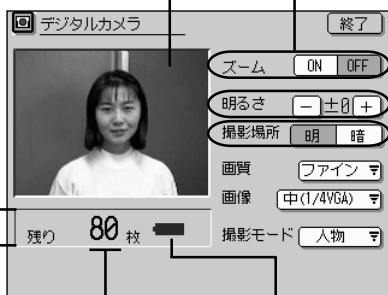 デジタルカメラ
終了
ズーム ON OFF
明るさ − ±0 +
撮影場所 明 暗
画質 ファイン
画像 中(1/4VGA)
残り 80 枚
撮影モード 人物